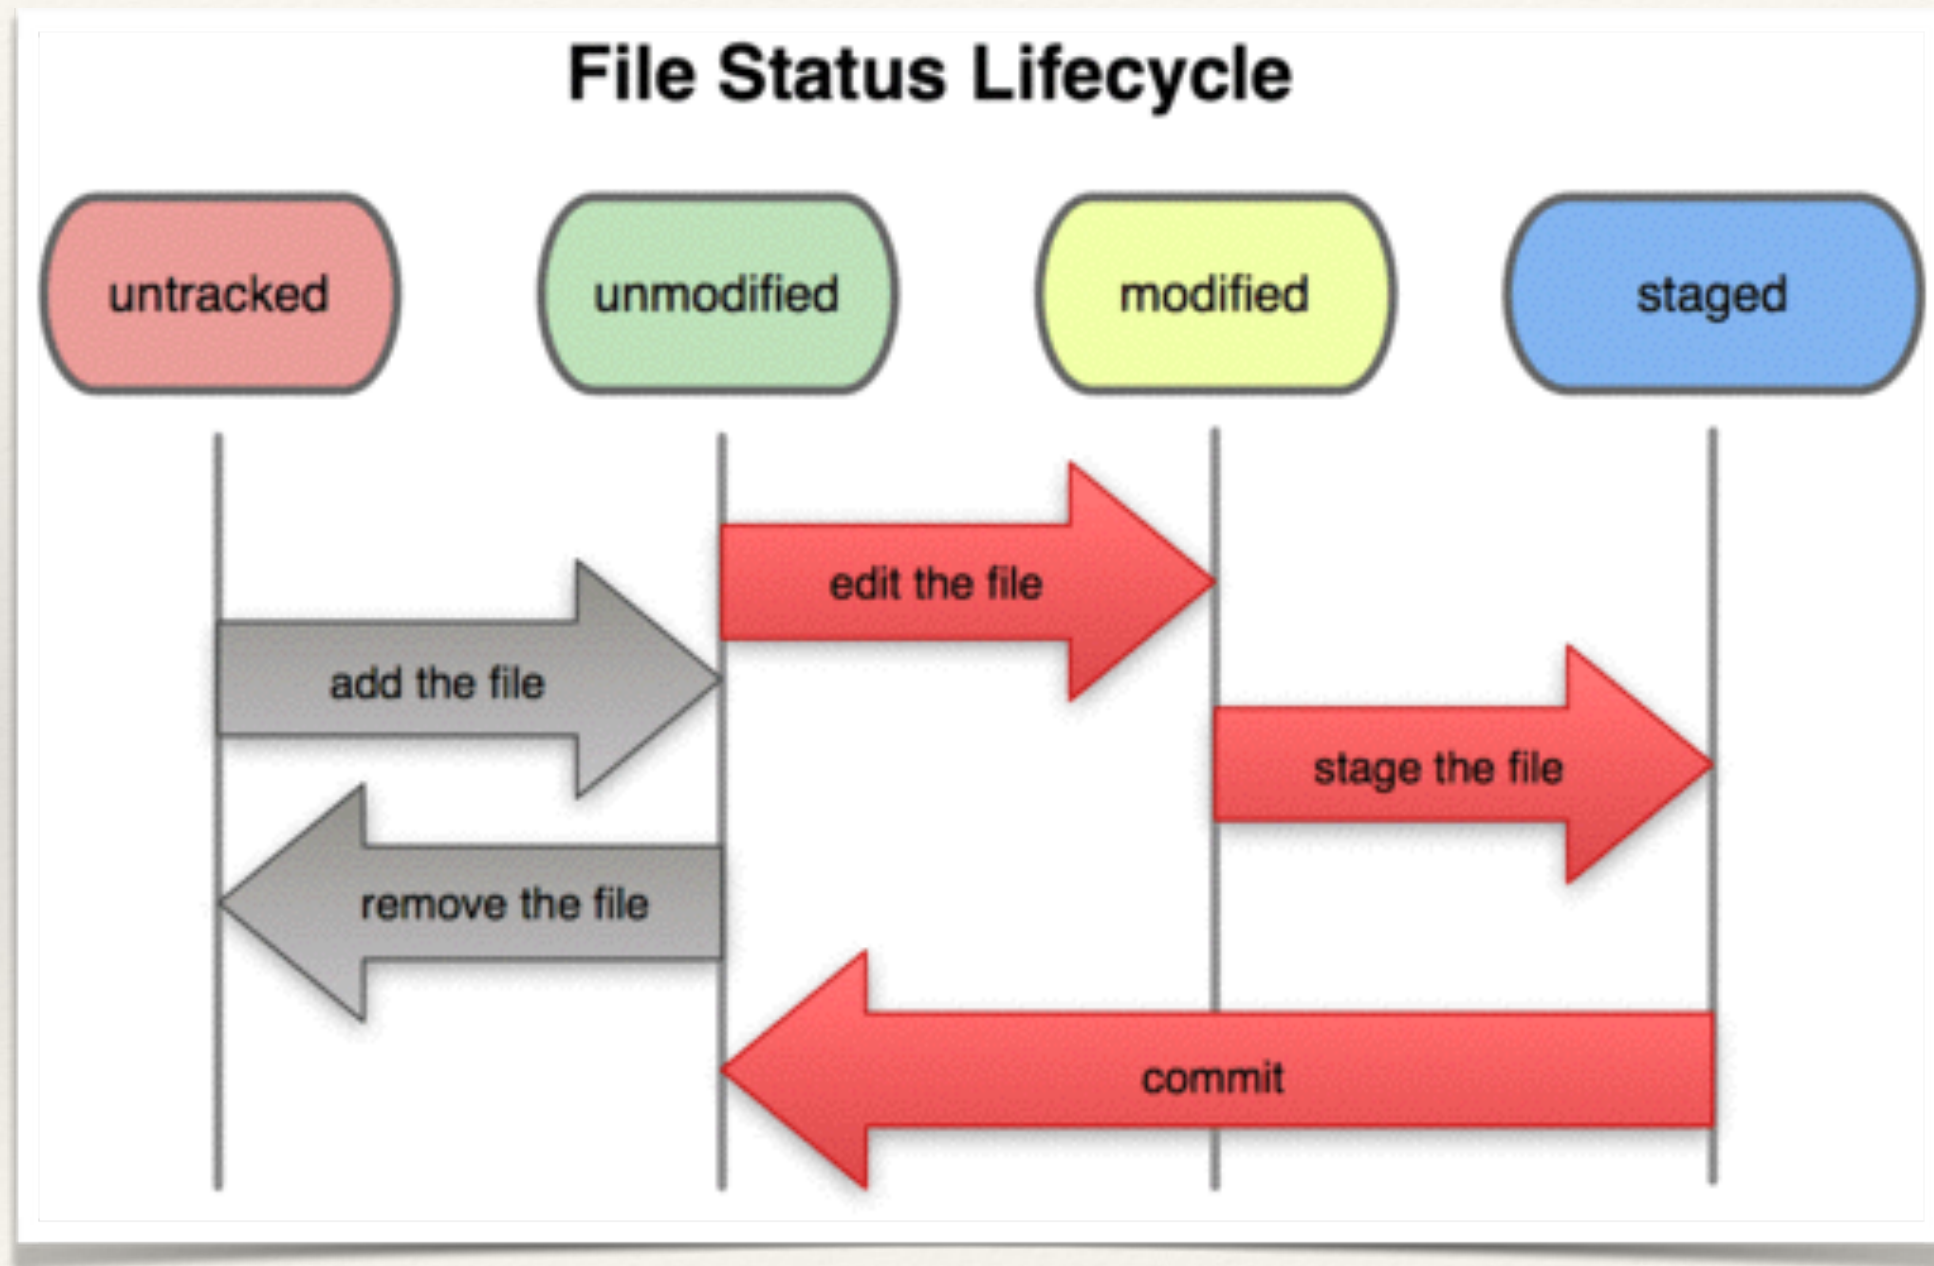 File Status Lifecycle
untracked
unmodified
modified
staged
edit the file
add the file
stage the file
remove the file
commit